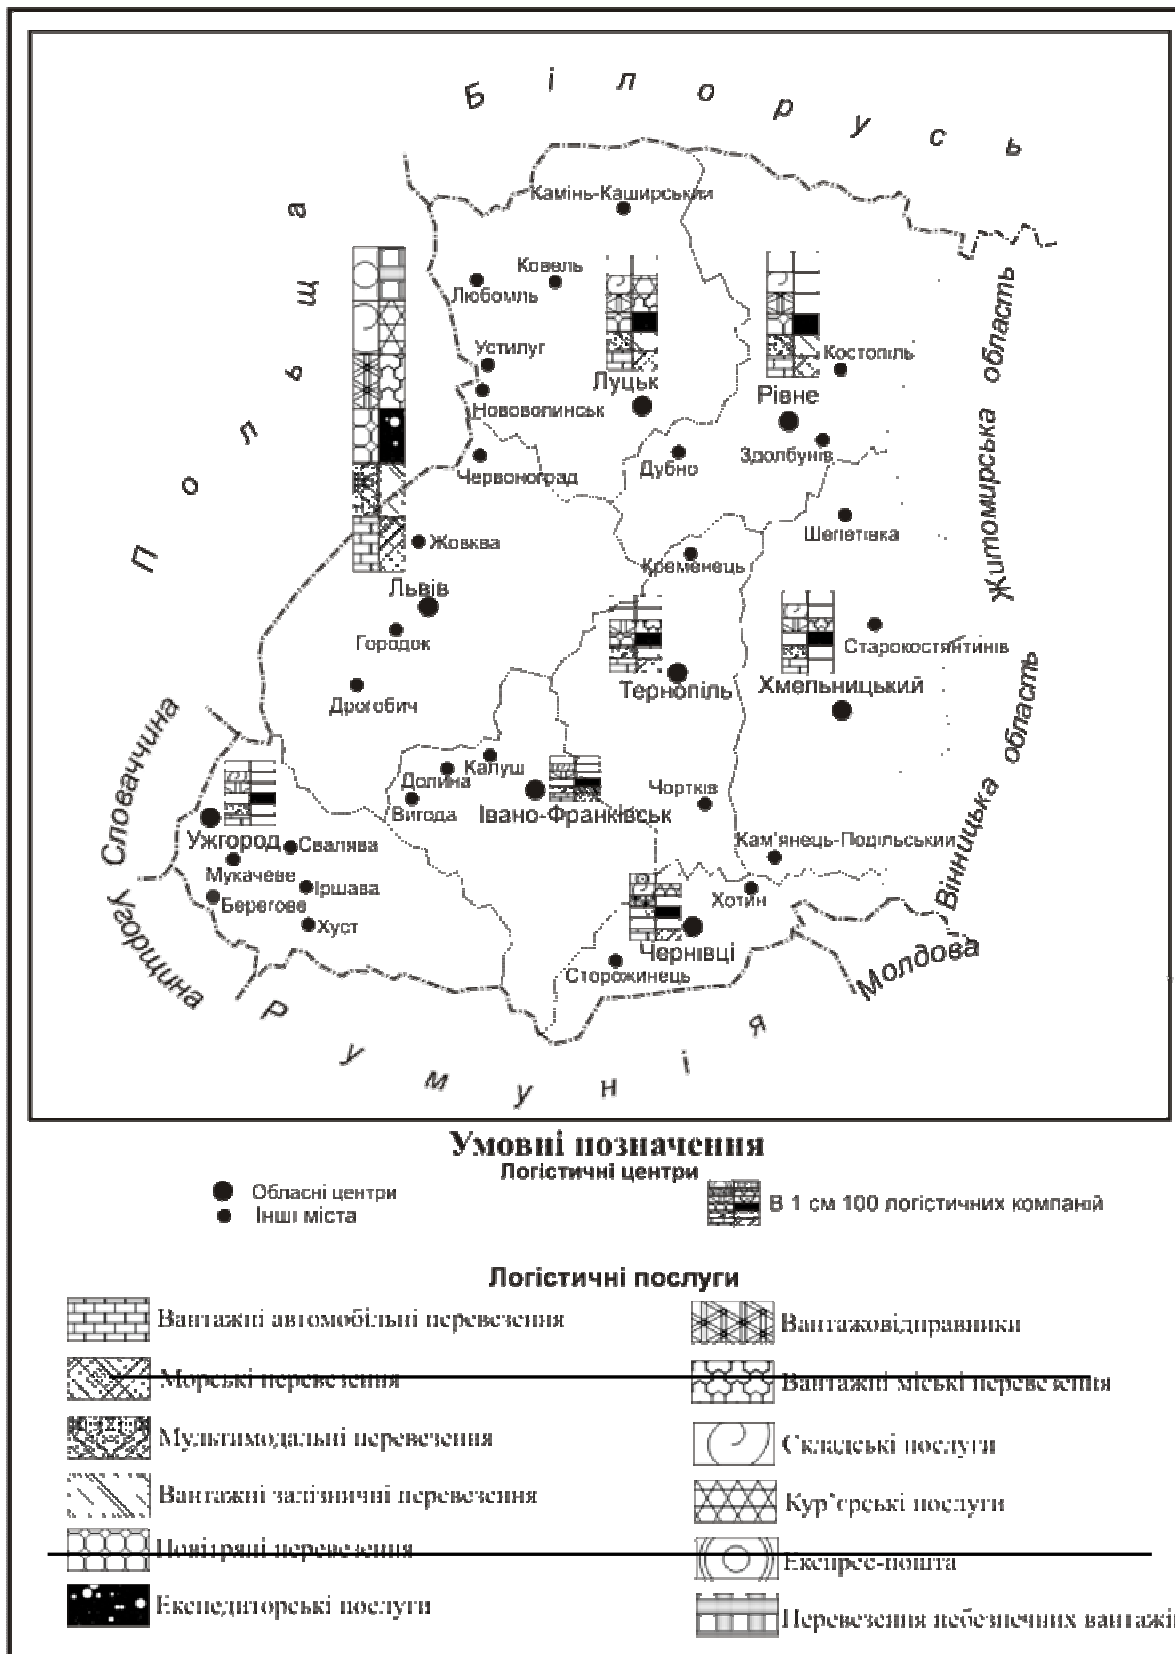 Білорусь
Польща
Камінь-Каширський
Ковель
Любомль
Устилуг
Нововолинськ
Луцьк
Костопіль
Рівне
Здолбунів
Дубно
Червоноград
Житомирська область
Шепетівка
Жовква
Кременець
Львів
Городок
Старокостянтинів
Тернопіль
Хмельницький
Дрогобич
Словаччина
Калуш
Долина
Вигода
Івано-Франківськ
Чортків
Вінницька область
Ужгород
Свалява
Мукачеве
Іршава
Берегове
Хуст
Кам'янець-Подільський
Хотин
Чернівці
Сторожинець
Молдова
Угорщина
Румунія
Умовні позначення
Логістичні центри
Обласні центри
Інші міста
В 1 см 100 логістичних компаній
Логістичні послуги
Вантажні автомобільні перевезення
Морські перевезення
Мультимодальні перевезення
Вантажні залізничні перевезення
Повітряні перевезення
Експедиторські послуги
Вантажовідправники
Вантажні міські перевезення
Складські послуги
Кур'єрські послуги
Експрес-пошта
Перевезення небезпечних вантажі